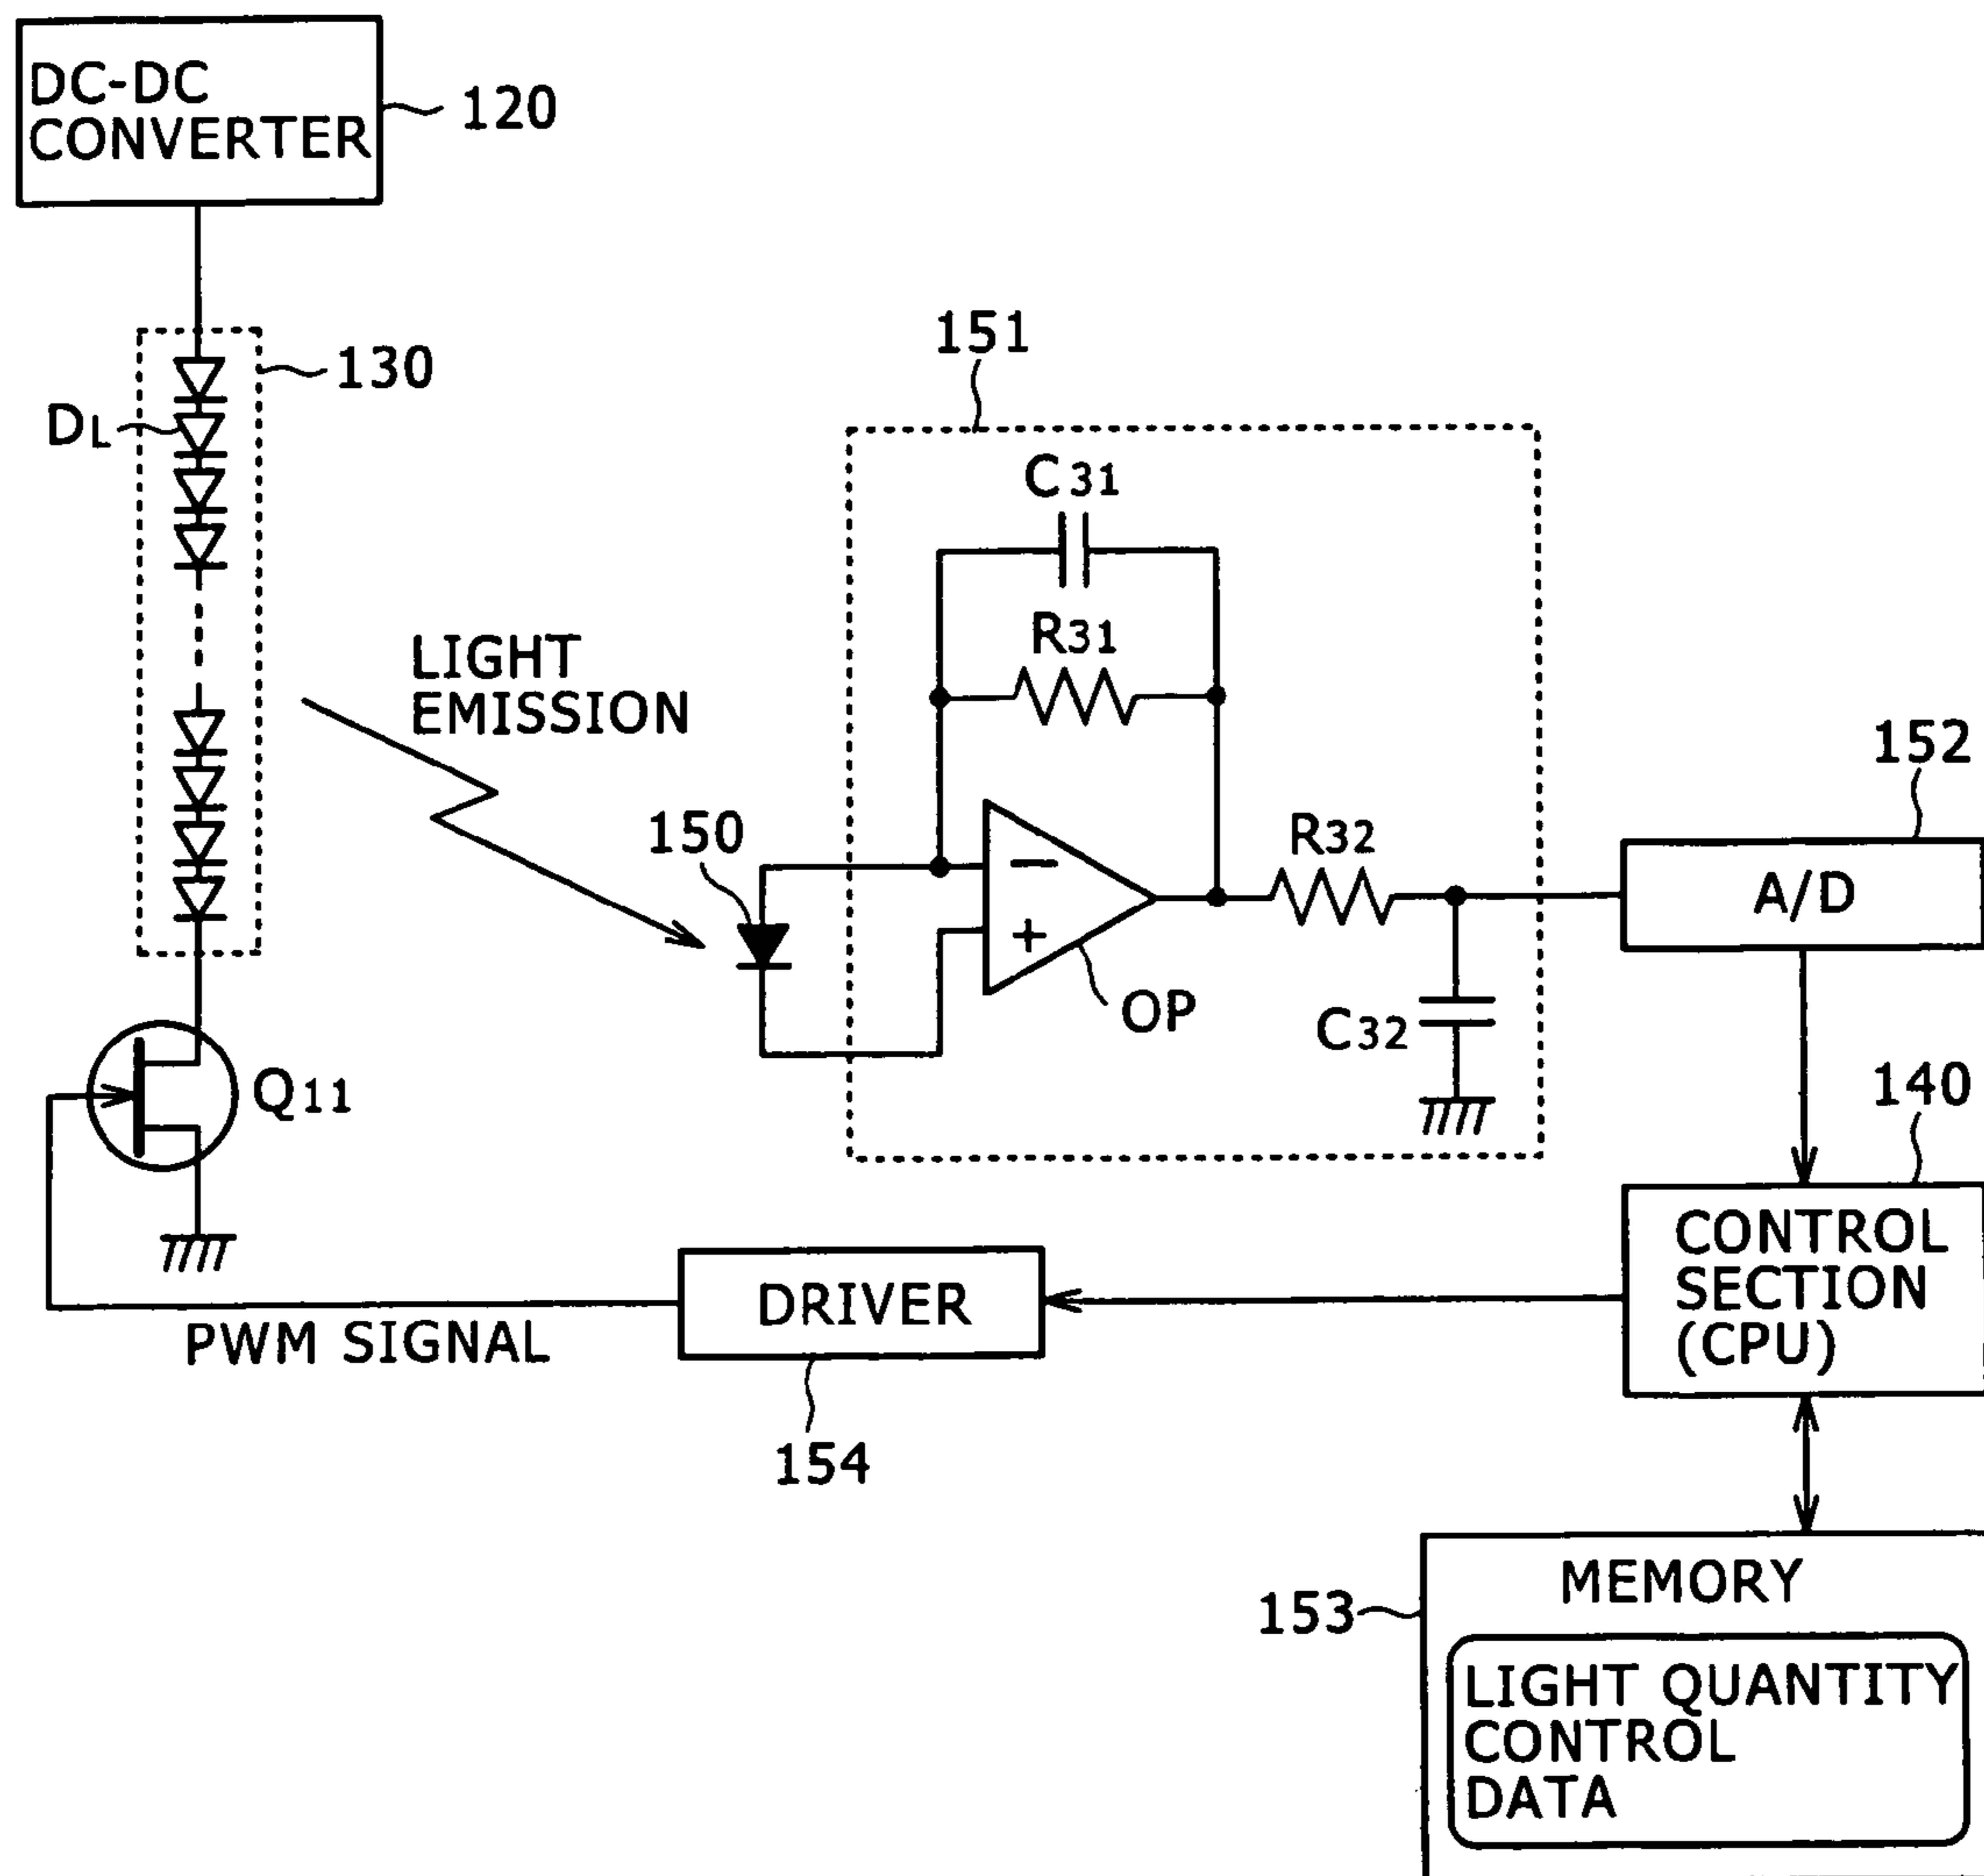 DC-DC
CONVERTER
120
130
DL
151
C31
R31
LIGHT
EMISSION
152
150
R32
−
A/D
+
OP
C32
140
Q11
CONTROL
SECTION
(CPU)
DRIVER
PWM SIGNAL
154
MEMORY
153
LIGHT QUANTITY
CONTROL
DATA